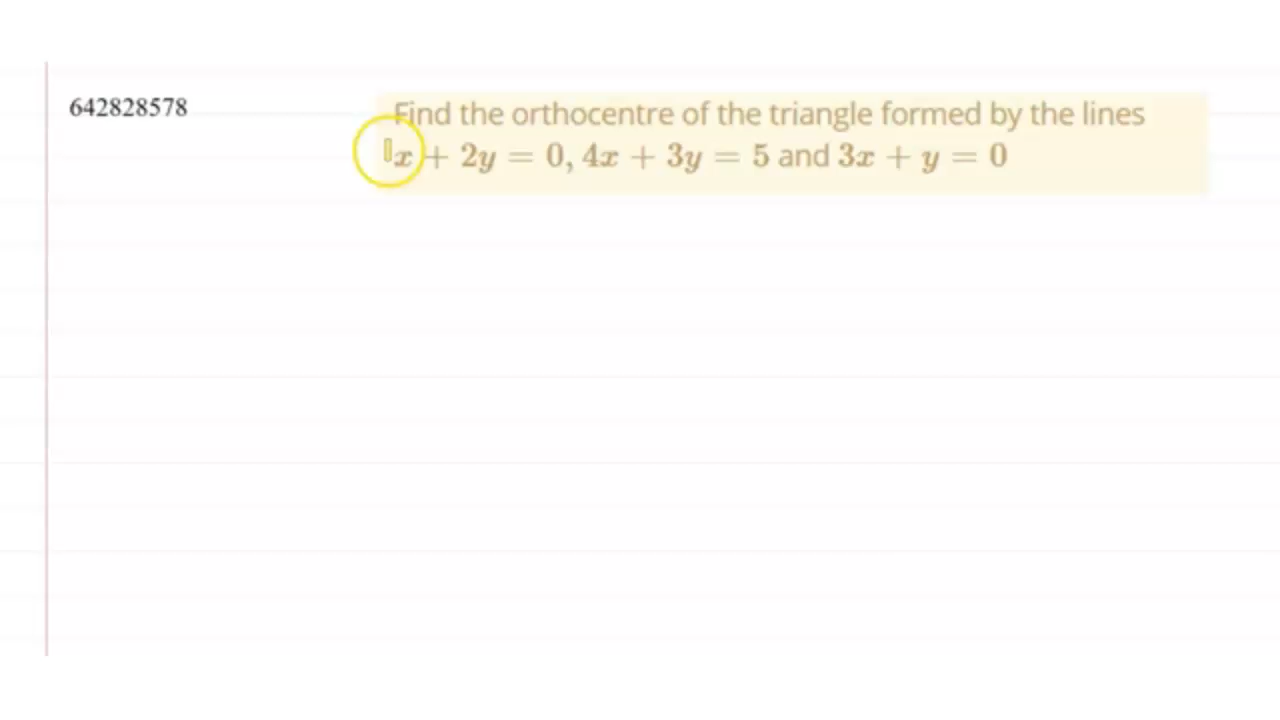 642828578
Find the orthocentre of the triangle formed by the lines
x + 2y = 0, 4x + 3y = 5 and 3x + y = 0